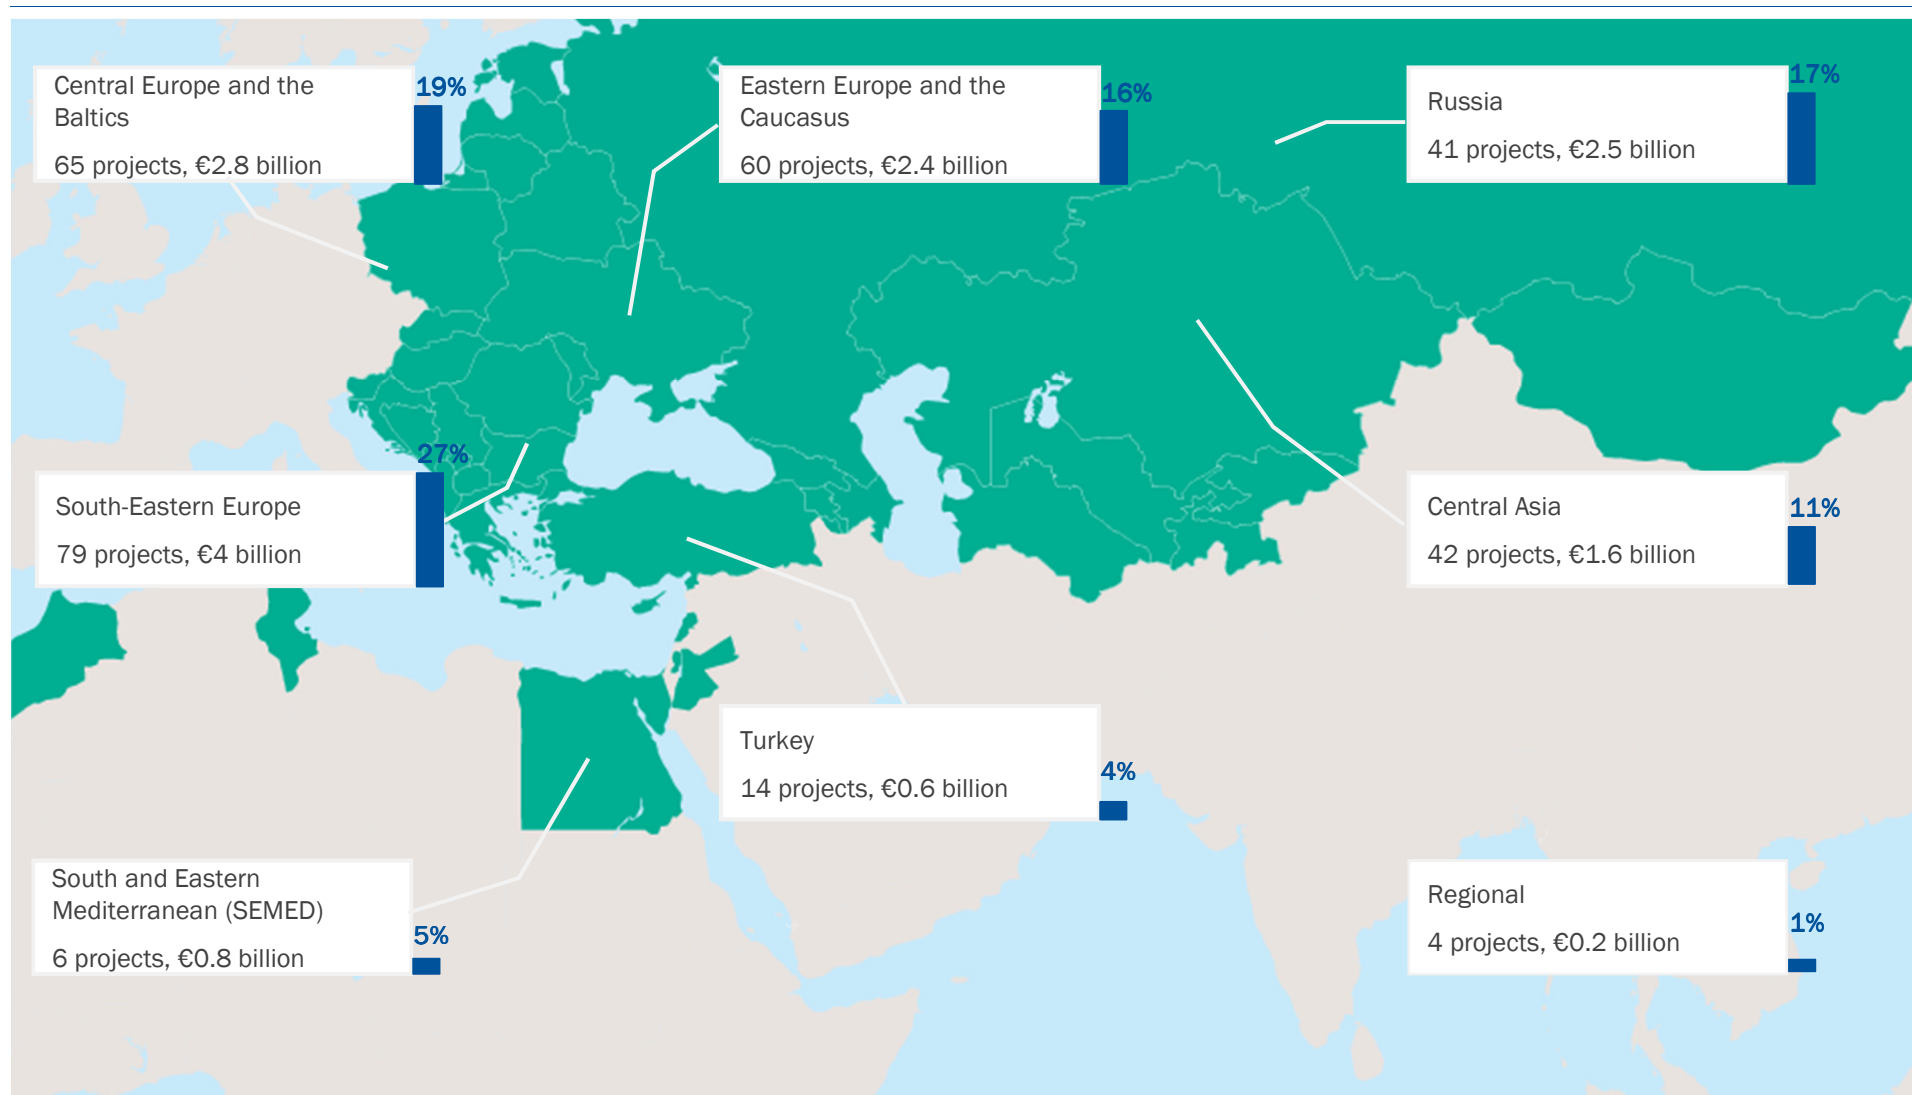 Central Europe and the
Baltics
65 projects, €2.8 billion
19%
Eastern Europe and the
Caucasus
60 projects, €2.4 billion
16%
Russia
41 projects, €2.5 billion
17%
South-Eastern Europe
79 projects, €4 billion
27%
Central Asia
42 projects, €1.6 billion
11%
Turkey
14 projects, €0.6 billion
4%
South and Eastern
Mediterranean (SEMED)
6 projects, €0.8 billion
5%
Regional
4 projects, €0.2 billion
1%